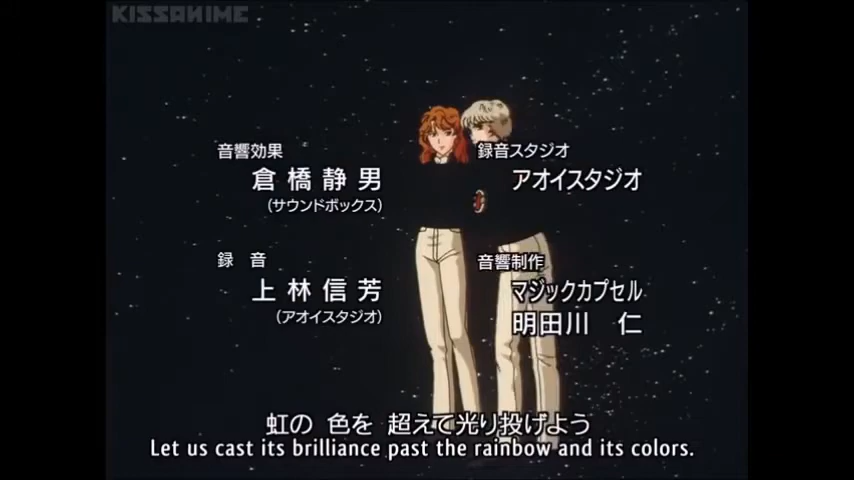 KISSANIME
音響効果
倉橋静男
(サウンドボックス)
録音スタジオ
アオイスタジオ
録 音
上林信芳
(アオイスタジオ)
音響制作
マジックカプセル
明田川 仁
虹の 色を 超えて光り投げよう
Let us cast its brilliance past the rainbow and its colors.